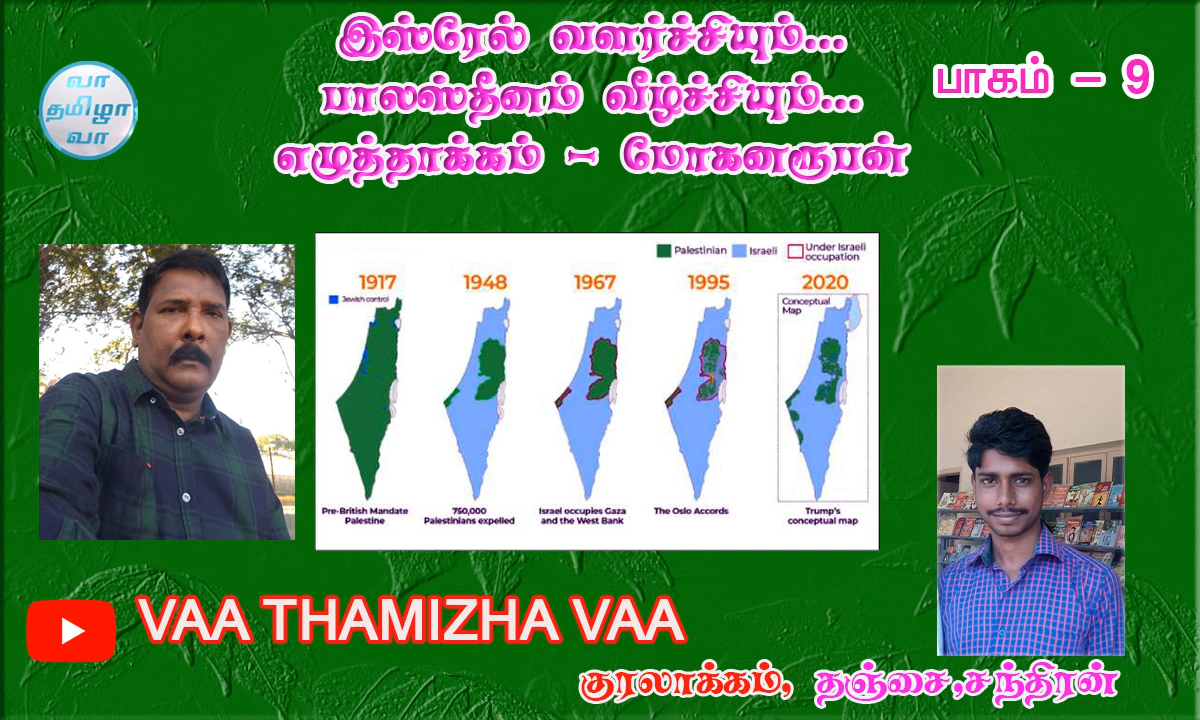 இஸ்ரேல் வளர்ச்சியும்...
பாலஸ்தீனம் வீழ்ச்சியும்...
எழுத்தாக்கம் – மோகனரூபன்
பாகம் – 9
வா
தமிழா
வா
Palestinian
Israeli
Under Israeli
occupation
1917
1948
1967
1995
2020
Jewish control
Conceptual
Map
Pre-British Mandate
Palestine
750,000
Palestinians expelled
Israel occupies Gaza
and the West Bank
The Oslo Accords
Trump's
conceptual map
VAA THAMIZHA VAA
குரலாக்கம், தஞ்சை,சந்திரன்